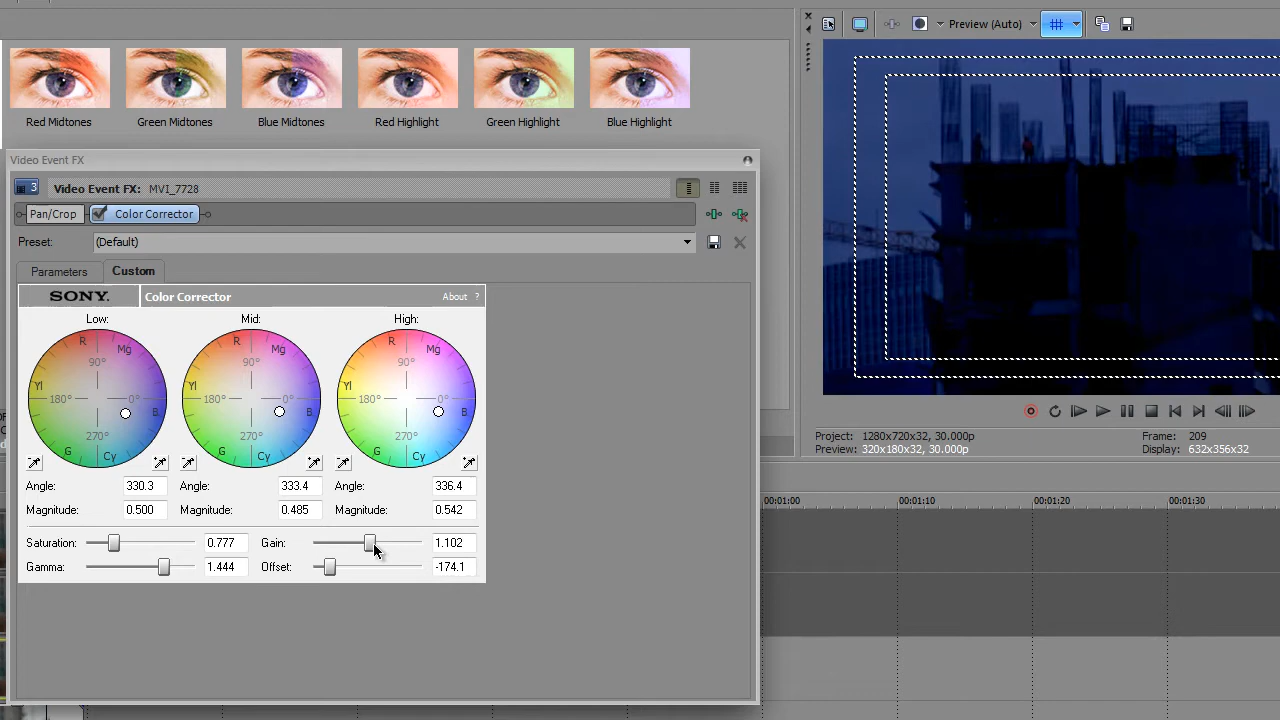 Preview (Auto)
Red Midtones
Green Midtones
Blue Midtones
Red Highlight
Green Highlight
Blue Highlight
Video Event FX
3
Video Event FX: MVI_7728
Pan/Crop
Color Corrector
Preset:
(Default)
Parameters
Custom
SONY.
Color Corrector
About ?
Low:
Mid:
High:
R
Mg
90°
Yl
180°
0°
B
270°
G
Cy
R
Mg
90°
Yl
180°
0°
B
270°
G
Cy
R
Mg
90°
Yl
180°
0°
B
270°
G
Cy
Angle: 330.3
Angle: 333.4
Angle: 336.4
Magnitude: 0.500
Magnitude: 0.485
Magnitude: 0.542
Saturation: 0.777
Gain: 1.102
Gamma: 1.444
Offset: -174.1
Project: 1280x720x32, 30.000p
Preview: 320x180x32, 30.000p
Frame: 209
Display: 632x356x32
00:01:00
00:01:10
00:01:20
00:01:30